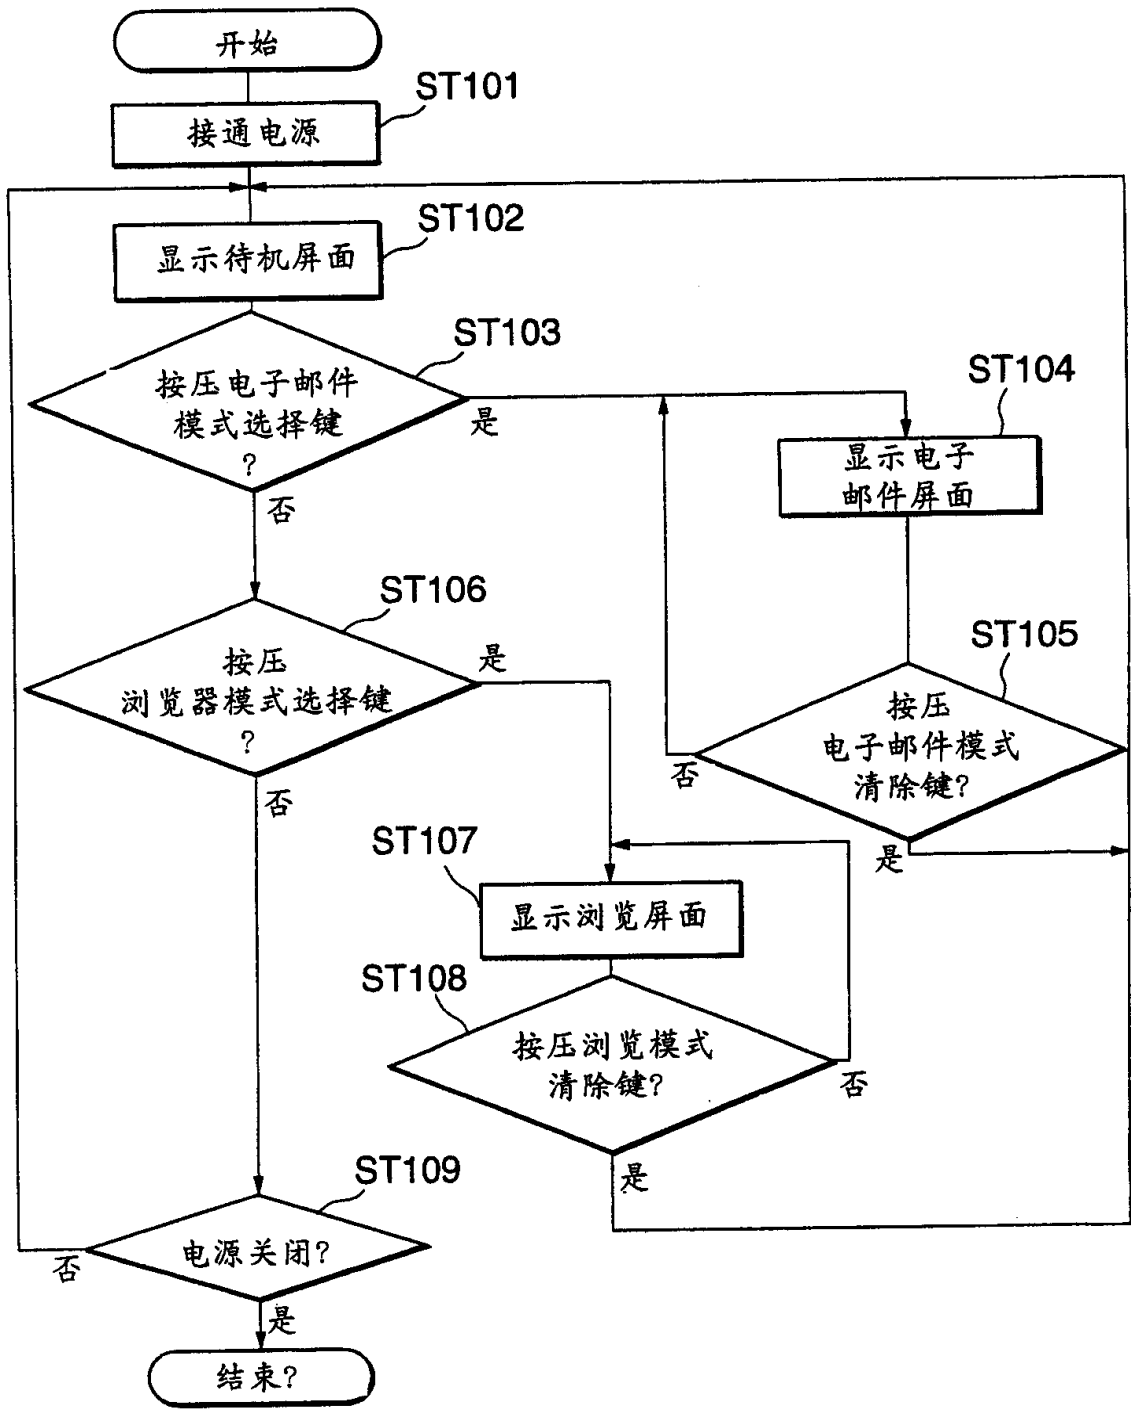 开始
ST101
接通电源
ST102
显示待机屏面
ST103
按压电子邮件
模式选择键
?
是
否
ST104
显示电子
邮件屏面
ST105
按压
电子邮件模式
清除键?
否
是
ST106
按压
浏览器模式选择键
?
是
否
ST107
显示浏览屏面
ST108
按压浏览模式
清除键?
否
是
ST109
电源关闭?
否
是
结束?